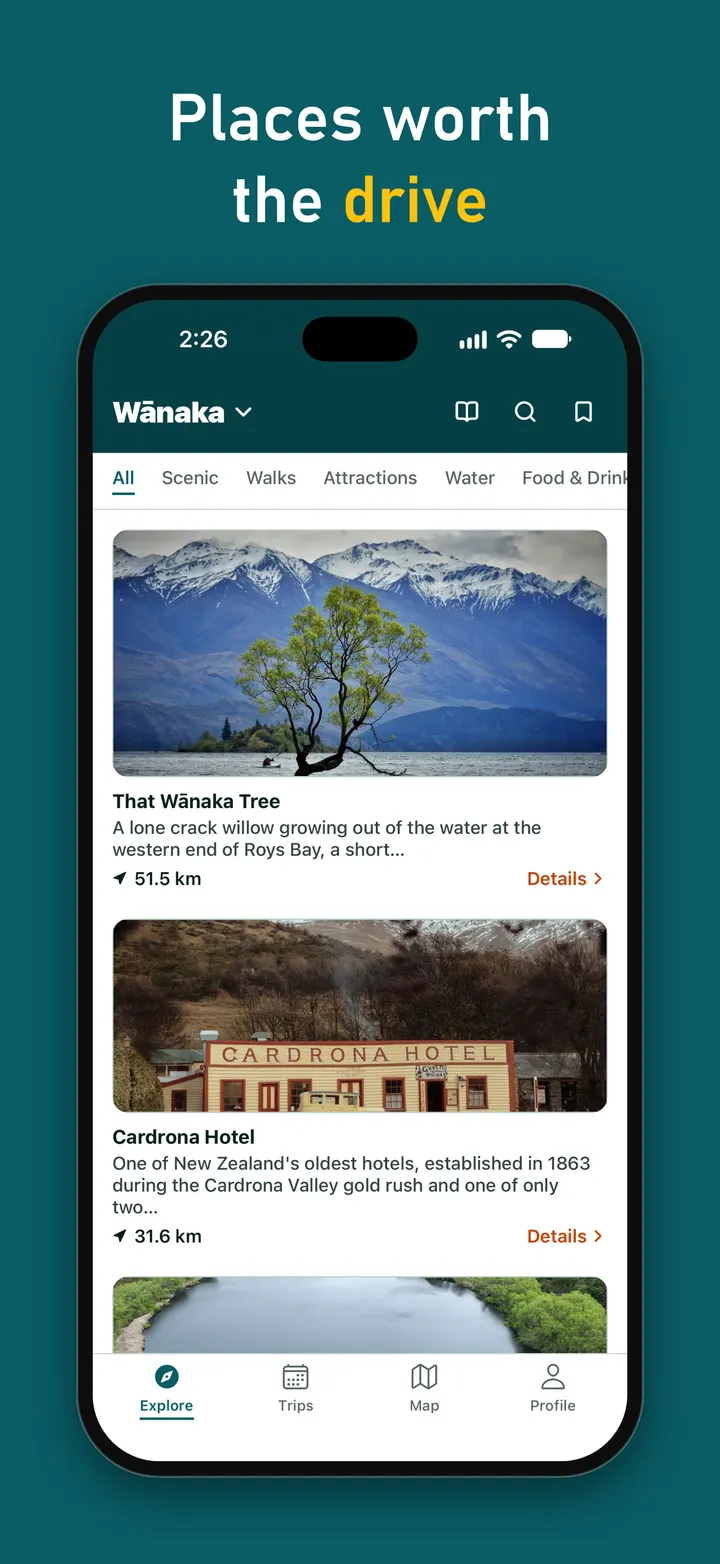 Places worth
the drive
2:26
Wānaka
All Scenic Walks Attractions Water Food & Drink
That Wānaka Tree
A lone crack willow growing out of the water at the
western end of Roys Bay, a short...
51.5 km Details
CARDRONA HOTEL
Cardrona Hotel
One of New Zealand's oldest hotels, established in 1863
during the Cardrona Valley gold rush and one of only
two...
31.6 km Details
Explore Trips Map Profile